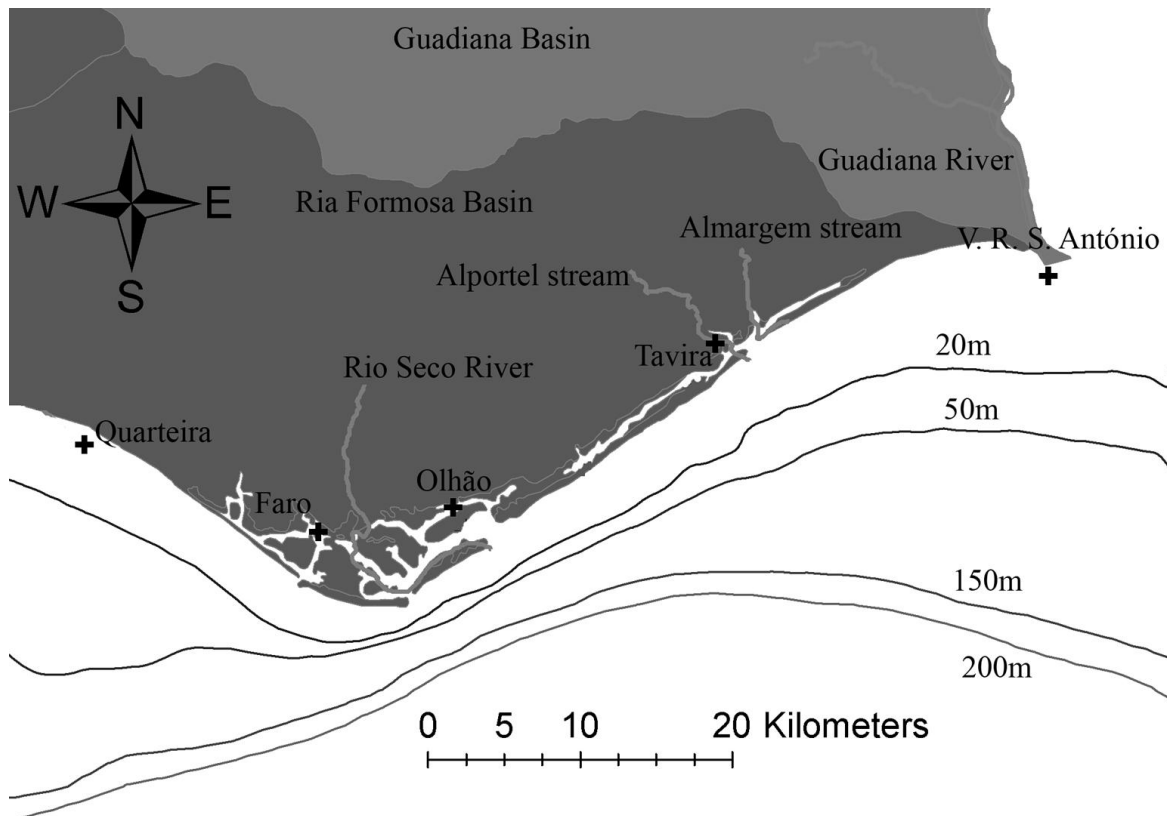 Guadiana Basin
N
W
E
S
Guadiana River
Ria Formosa Basin
Almargem stream
V. R. S. António
Alportel stream
20m
Tavira
Rio Seco River
50m
Quarteira
Olhão
Faro
150m
200m
0 5 10 20 Kilometers